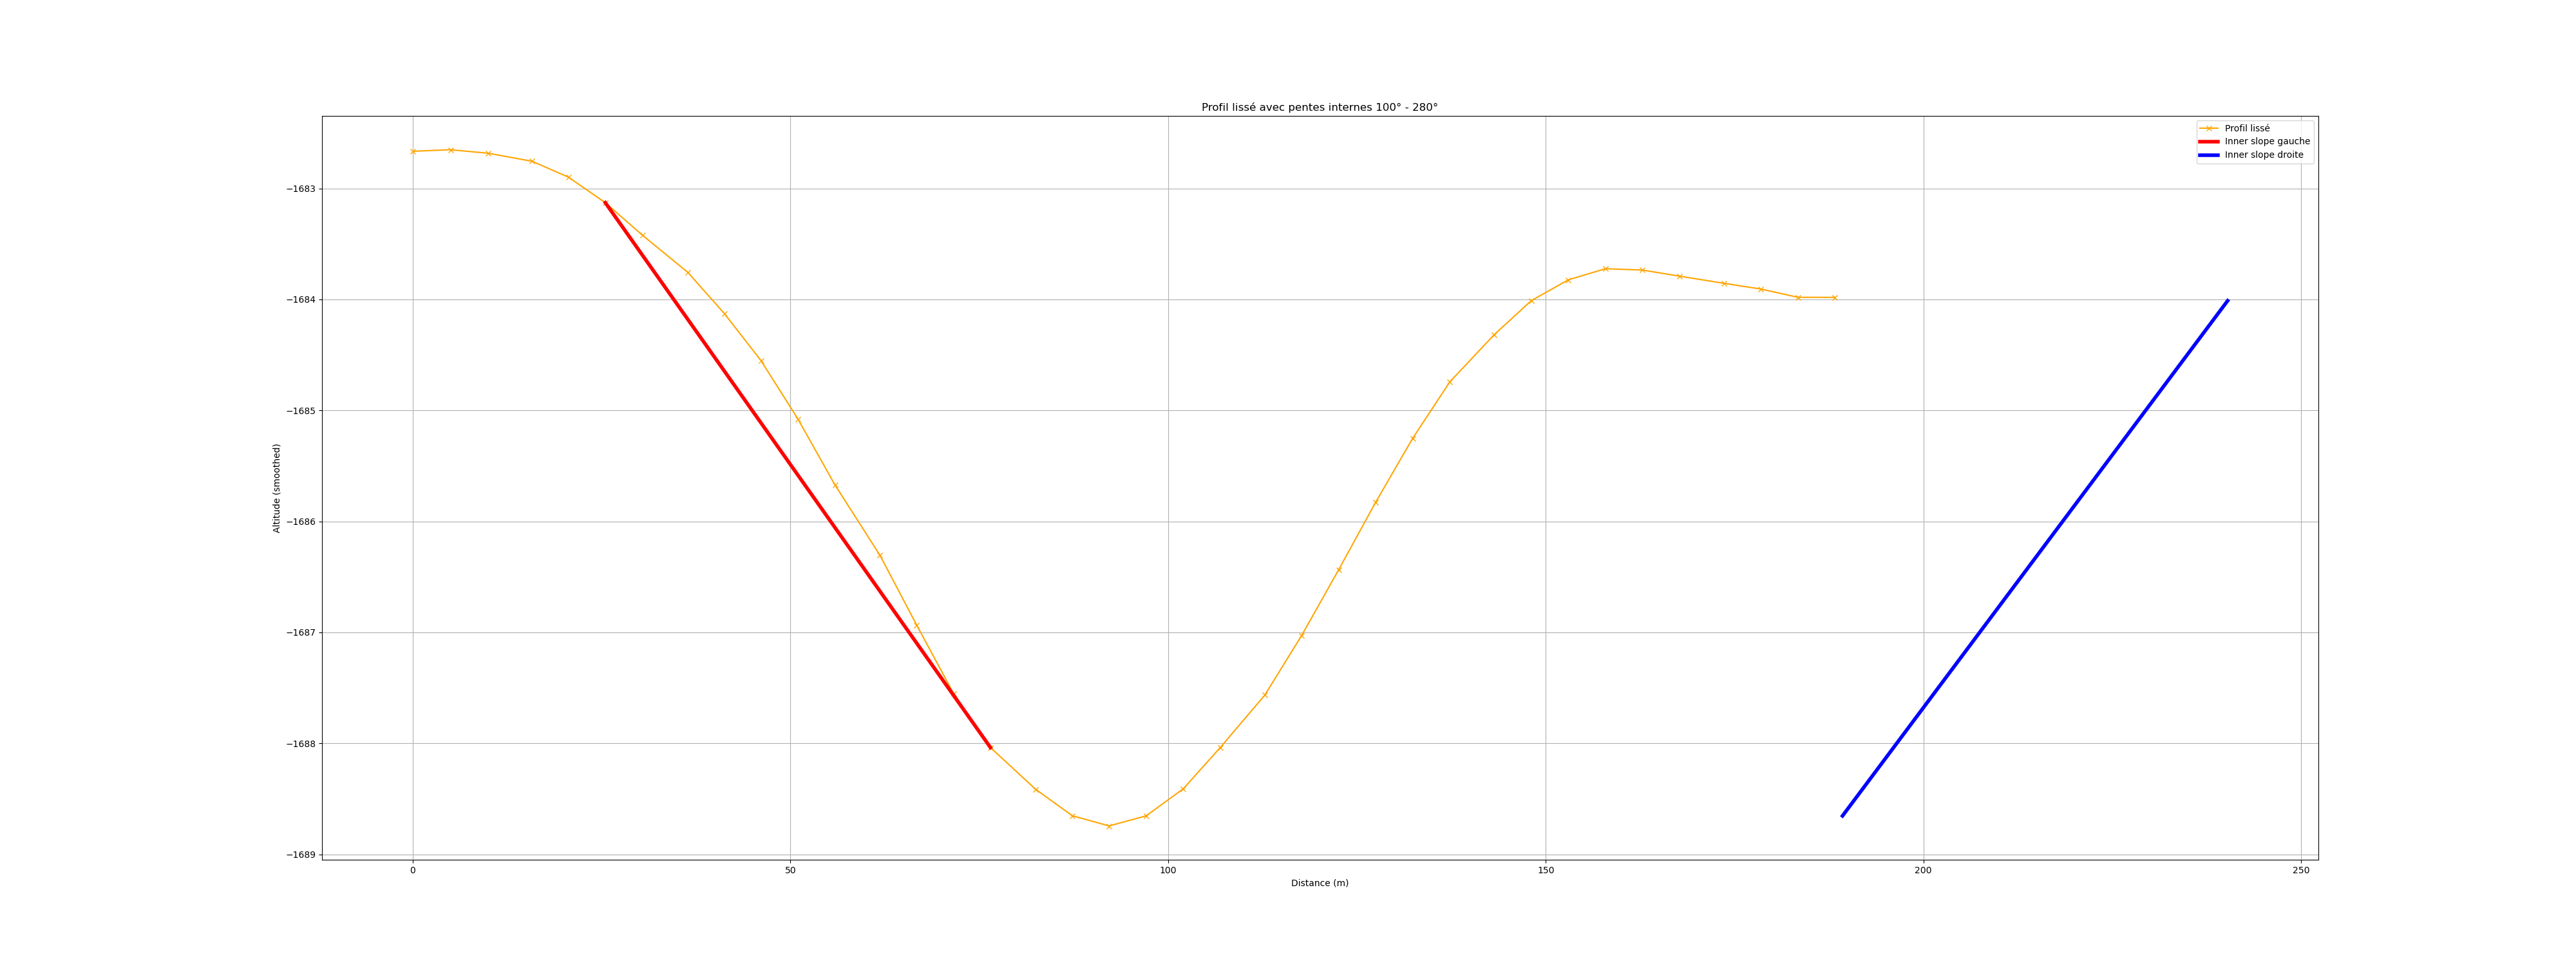 Profil lissé avec pentes internes 100° - 280°
Profil lissé
Inner slope gauche
Inner slope droite
Altitude (smoothed)
−1683
−1684
−1685
−1686
−1687
−1688
−1689
0 50 100 150 200 250
Distance (m)